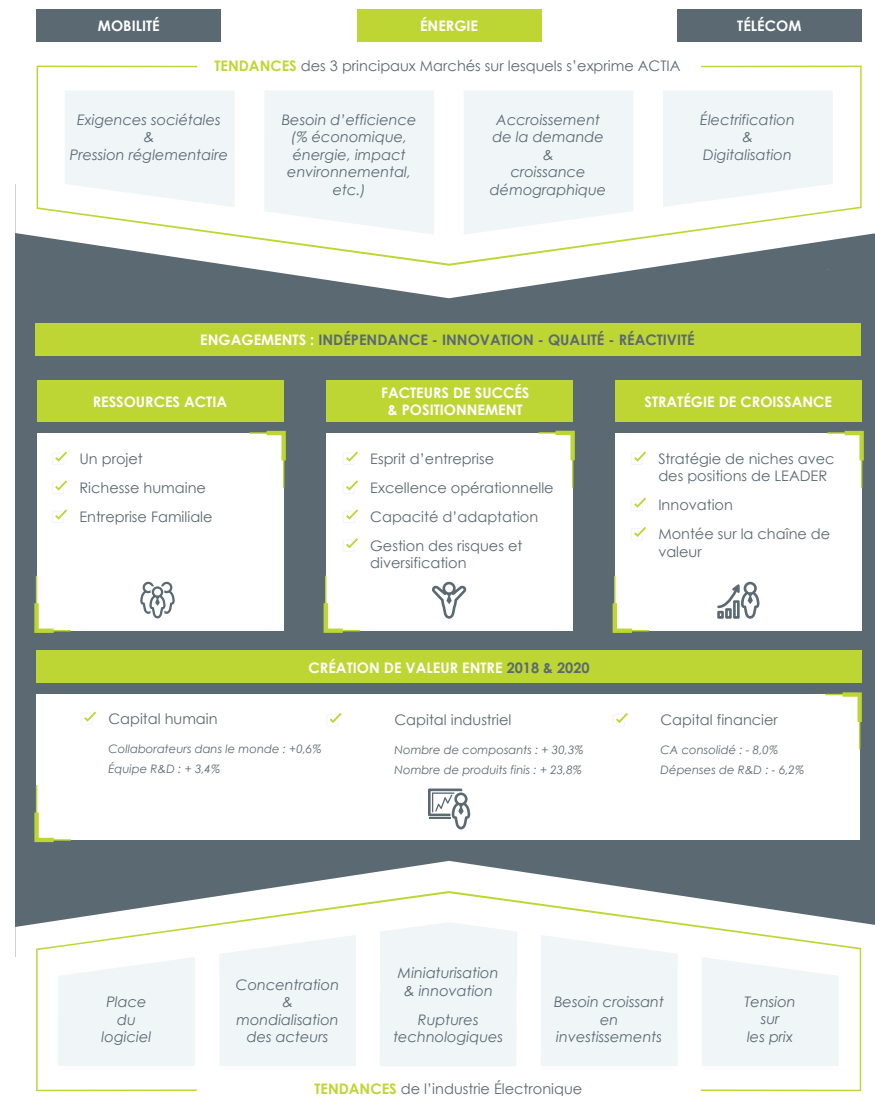 MOBILITÉ
ÉNERGIE
TÉLÉCOM
TENDANCES des 3 principaux Marchés sur lesquels s’exprime ACTIA
Exigences sociétales
&
Pression réglementaire
Besoin d’efficience
(% économique,
énergie, impact
environnemental,
etc.)
Accroissement
de la demande
&
croissance
démographique
Électrification
&
Digitalisation
ENGAGEMENTS : INDÉPENDANCE - INNOVATION - QUALITÉ - RÉACTIVITÉ
RESSOURCES ACTIA
Un projet
Richesse humaine
Entreprise Familiale
FACTEURS DE SUCCÉS
& POSITIONNEMENT
Esprit d’entreprise
Excellence opérationnelle
Capacité d’adaptation
Gestion des risques et
diversification
STRATÉGIE DE CROISSANCE
Stratégie de niches avec
des positions de LEADER
Innovation
Montée sur la chaîne de
valeur
CRÉATION DE VALEUR ENTRE 2018 & 2020
Capital humain
Collaborateurs dans le monde : +0,6%
Équipe R&D : + 3,4%
Capital industriel
Nombre de composants : + 30,3%
Nombre de produits finis : + 23,8%
Capital financier
CA consolidé : - 8,0%
Dépenses de R&D : - 6,2%
Place
du
logiciel
Concentration
&
mondialisation
des acteurs
Miniaturisation
& innovation
Ruptures
technologiques
Besoin croissant
en
investissements
Tension
sur
les prix
TENDANCES de l’industrie Électronique